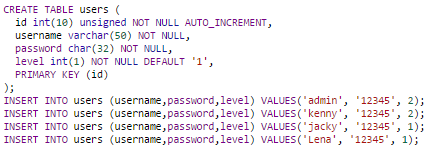 CREATE TABLE users (
  id int(10) unsigned NOT NULL AUTO_INCREMENT,
  username varchar(50) NOT NULL,
  password char(32) NOT NULL,
  level int(1) NOT NULL DEFAULT '1',
  PRIMARY KEY (id)
);
INSERT INTO users (username,password,level) VALUES('admin', '12345', 2);
INSERT INTO users (username,password,level) VALUES('kenny', '12345', 2);
INSERT INTO users (username,password,level) VALUES('jacky', '12345', 1);
INSERT INTO users (username,password,level) VALUES('Lena', '12345', 1);